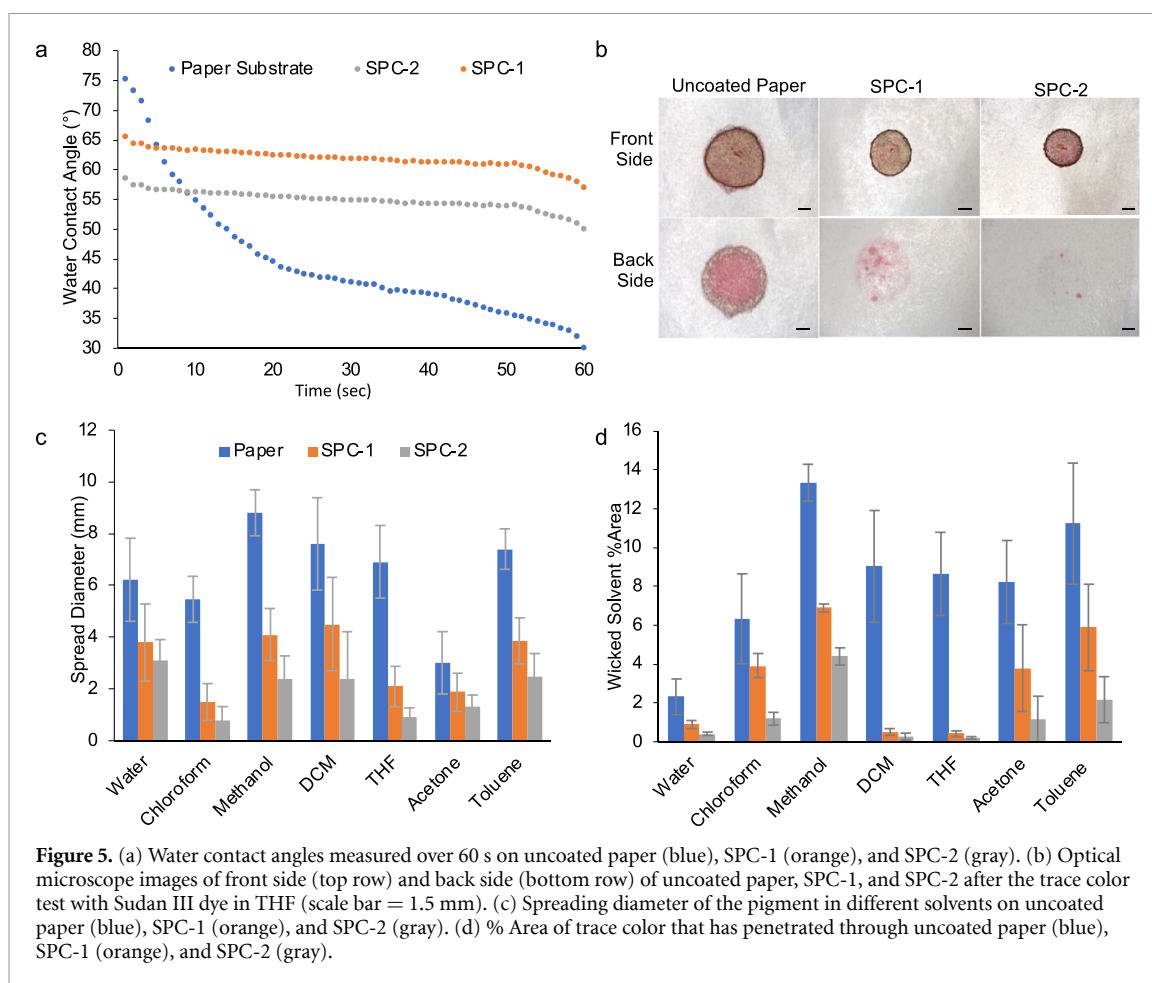 a
80
75
70
65
60
55
50
45
40
35
30
Water Contact Angle (°)
Paper Substrate SPC-2 SPC-1
0 10 20 30 40 50 60
Time (sec)
b
Uncoated Paper SPC-1 SPC-2
Front
Side
Back
Side
c
12
10
8
6
4
2
0
Spread Diameter (mm)
Paper SPC-1 SPC-2
Water Chloroform Methanol DCM THF Acetone Toluene
d
16
14
12
10
8
6
4
2
0
Wicked Solvent %Area
Water Chloroform Methanol DCM THF Acetone Toluene
Figure 5. (a) Water contact angles measured over 60 s on uncoated paper (blue), SPC-1 (orange), and SPC-2 (gray). (b) Optical
microscope images of front side (top row) and back side (bottom row) of uncoated paper, SPC-1, and SPC-2 after the trace color
test with Sudan III dye in THF (scale bar = 1.5 mm). (c) Spreading diameter of the pigment in different solvents on uncoated
paper (blue), SPC-1 (orange), and SPC-2 (gray). (d) % Area of trace color that has penetrated through uncoated paper (blue),
SPC-1 (orange), and SPC-2 (gray).